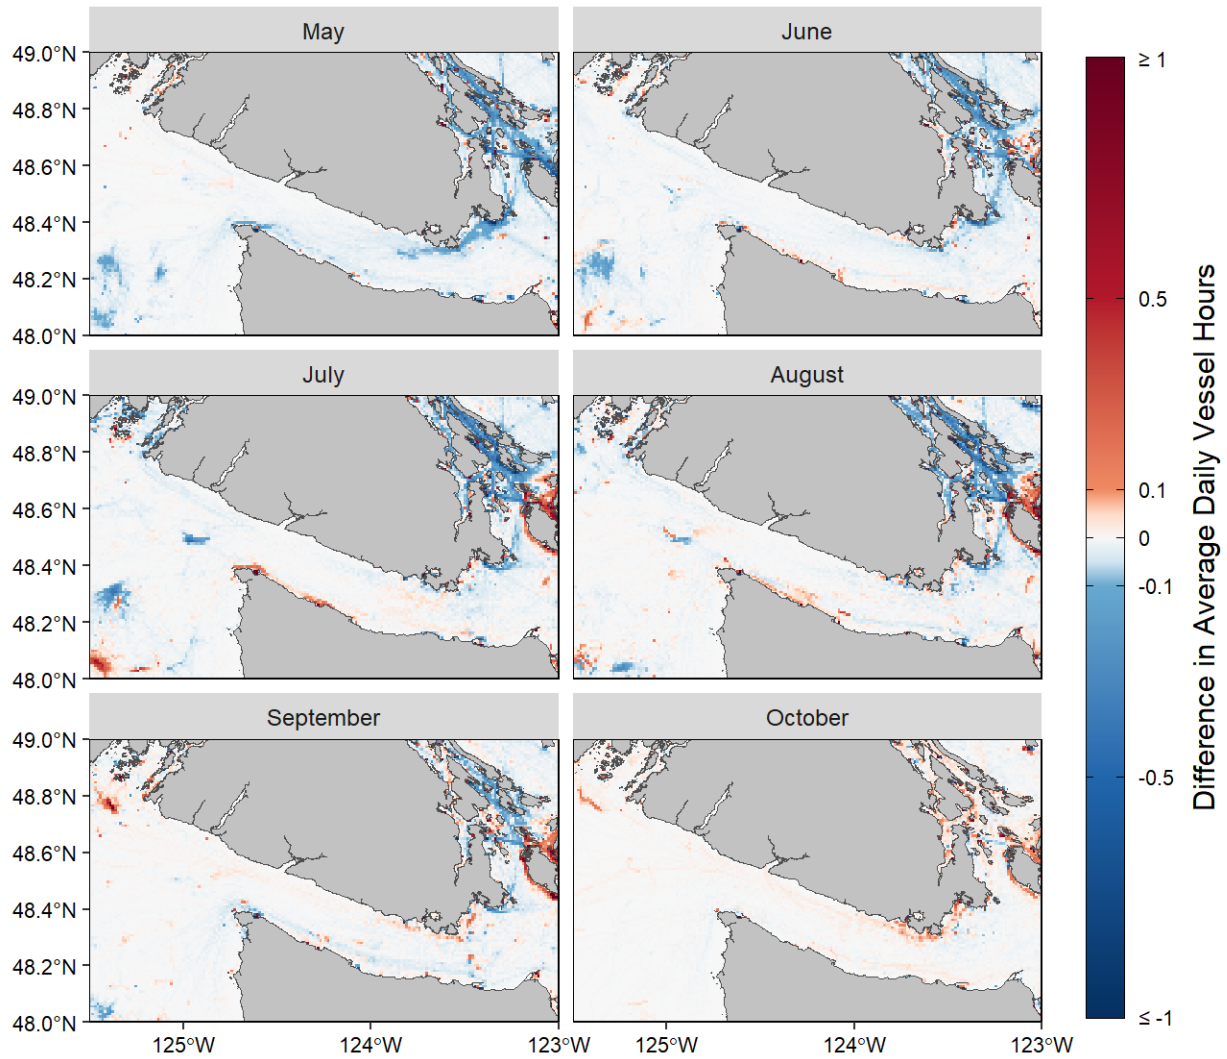 May
June
49.0°N
48.8°N
48.6°N
48.4°N
48.2°N
48.0°N
July
August
49.0°N
48.8°N
48.6°N
48.4°N
48.2°N
48.0°N
September
October
49.0°N
48.8°N
48.6°N
48.4°N
48.2°N
48.0°N
125°W
124°W
123°W
125°W
124°W
123°W
≥ 1
0.5
0.1
0
-0.1
-0.5
≤ -1
Difference in Average Daily Vessel Hours